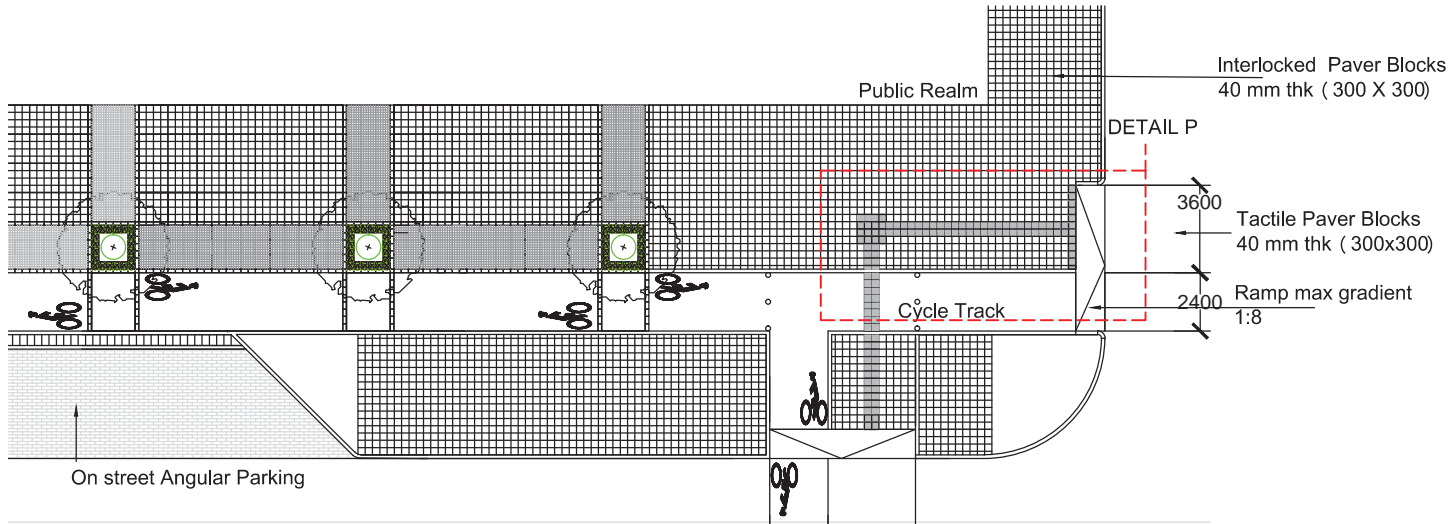 Interlocked Paver Blocks
40 mm thk ( 300 X 300)
Public Realm
DETAIL P
3600
Tactile Paver Blocks
40 mm thk (300x300)
Ramp max gradient
1:8
2400
Cycle Track
On street Angular Parking